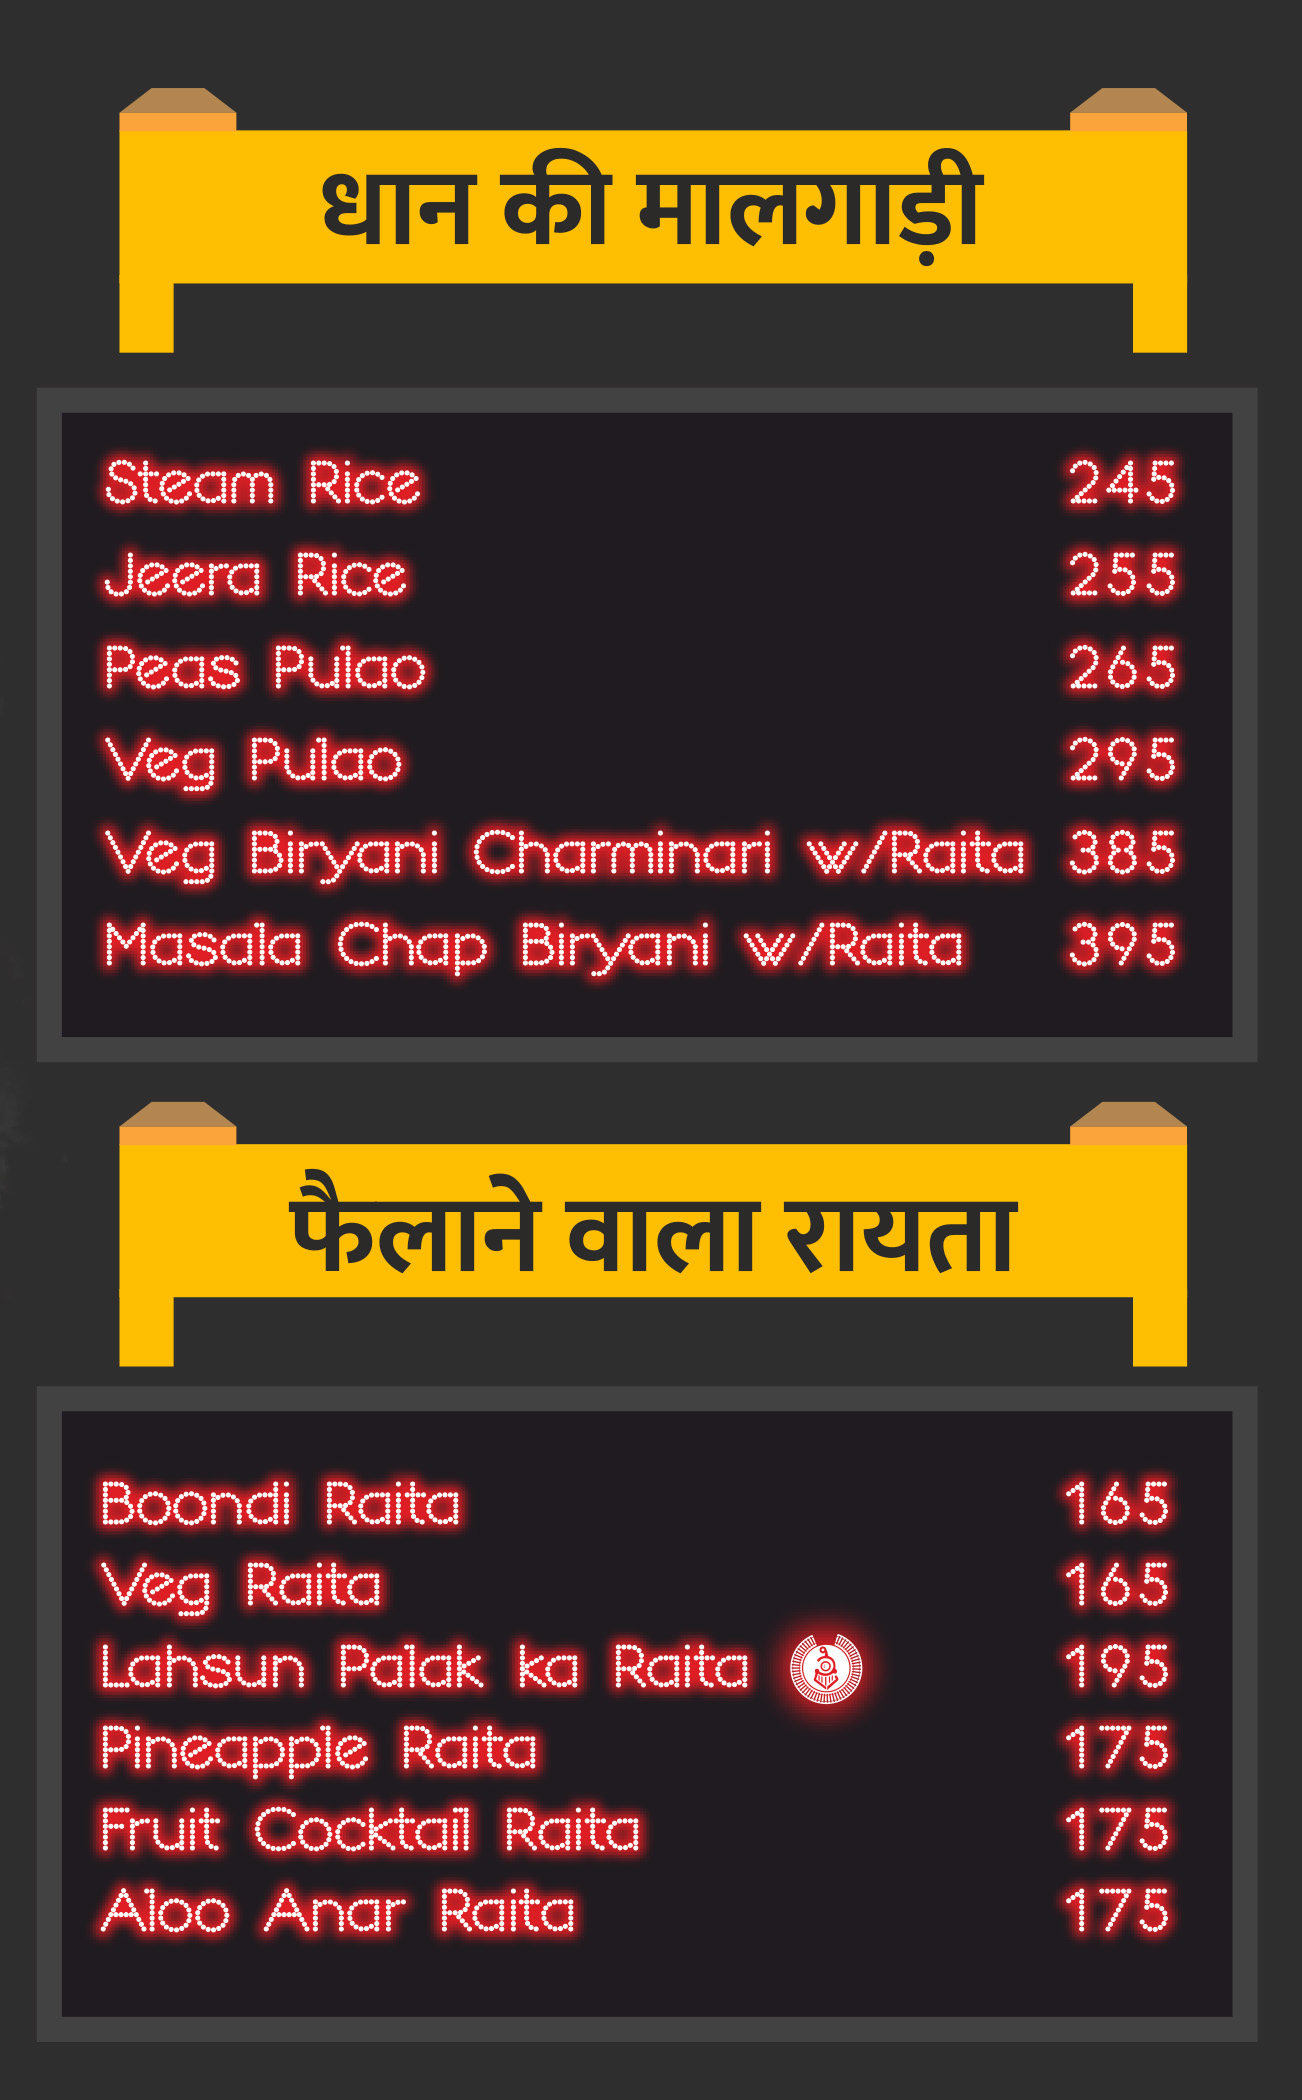 धान की मालगाड़ी
Steam Rice 245
Jeera Rice 255
Peas Pulao 265
Veg Pulao 295
Veg Biryani Charminari w/Raita 385
Masala Chap Biryani w/Raita 395
फैलाने वाला रायता
Boondi Raita 165
Veg Raita 165
Lahsun Palak ka Raita 195
Pineapple Raita 175
Fruit Cocktail Raita 175
Aloo Anar Raita 175